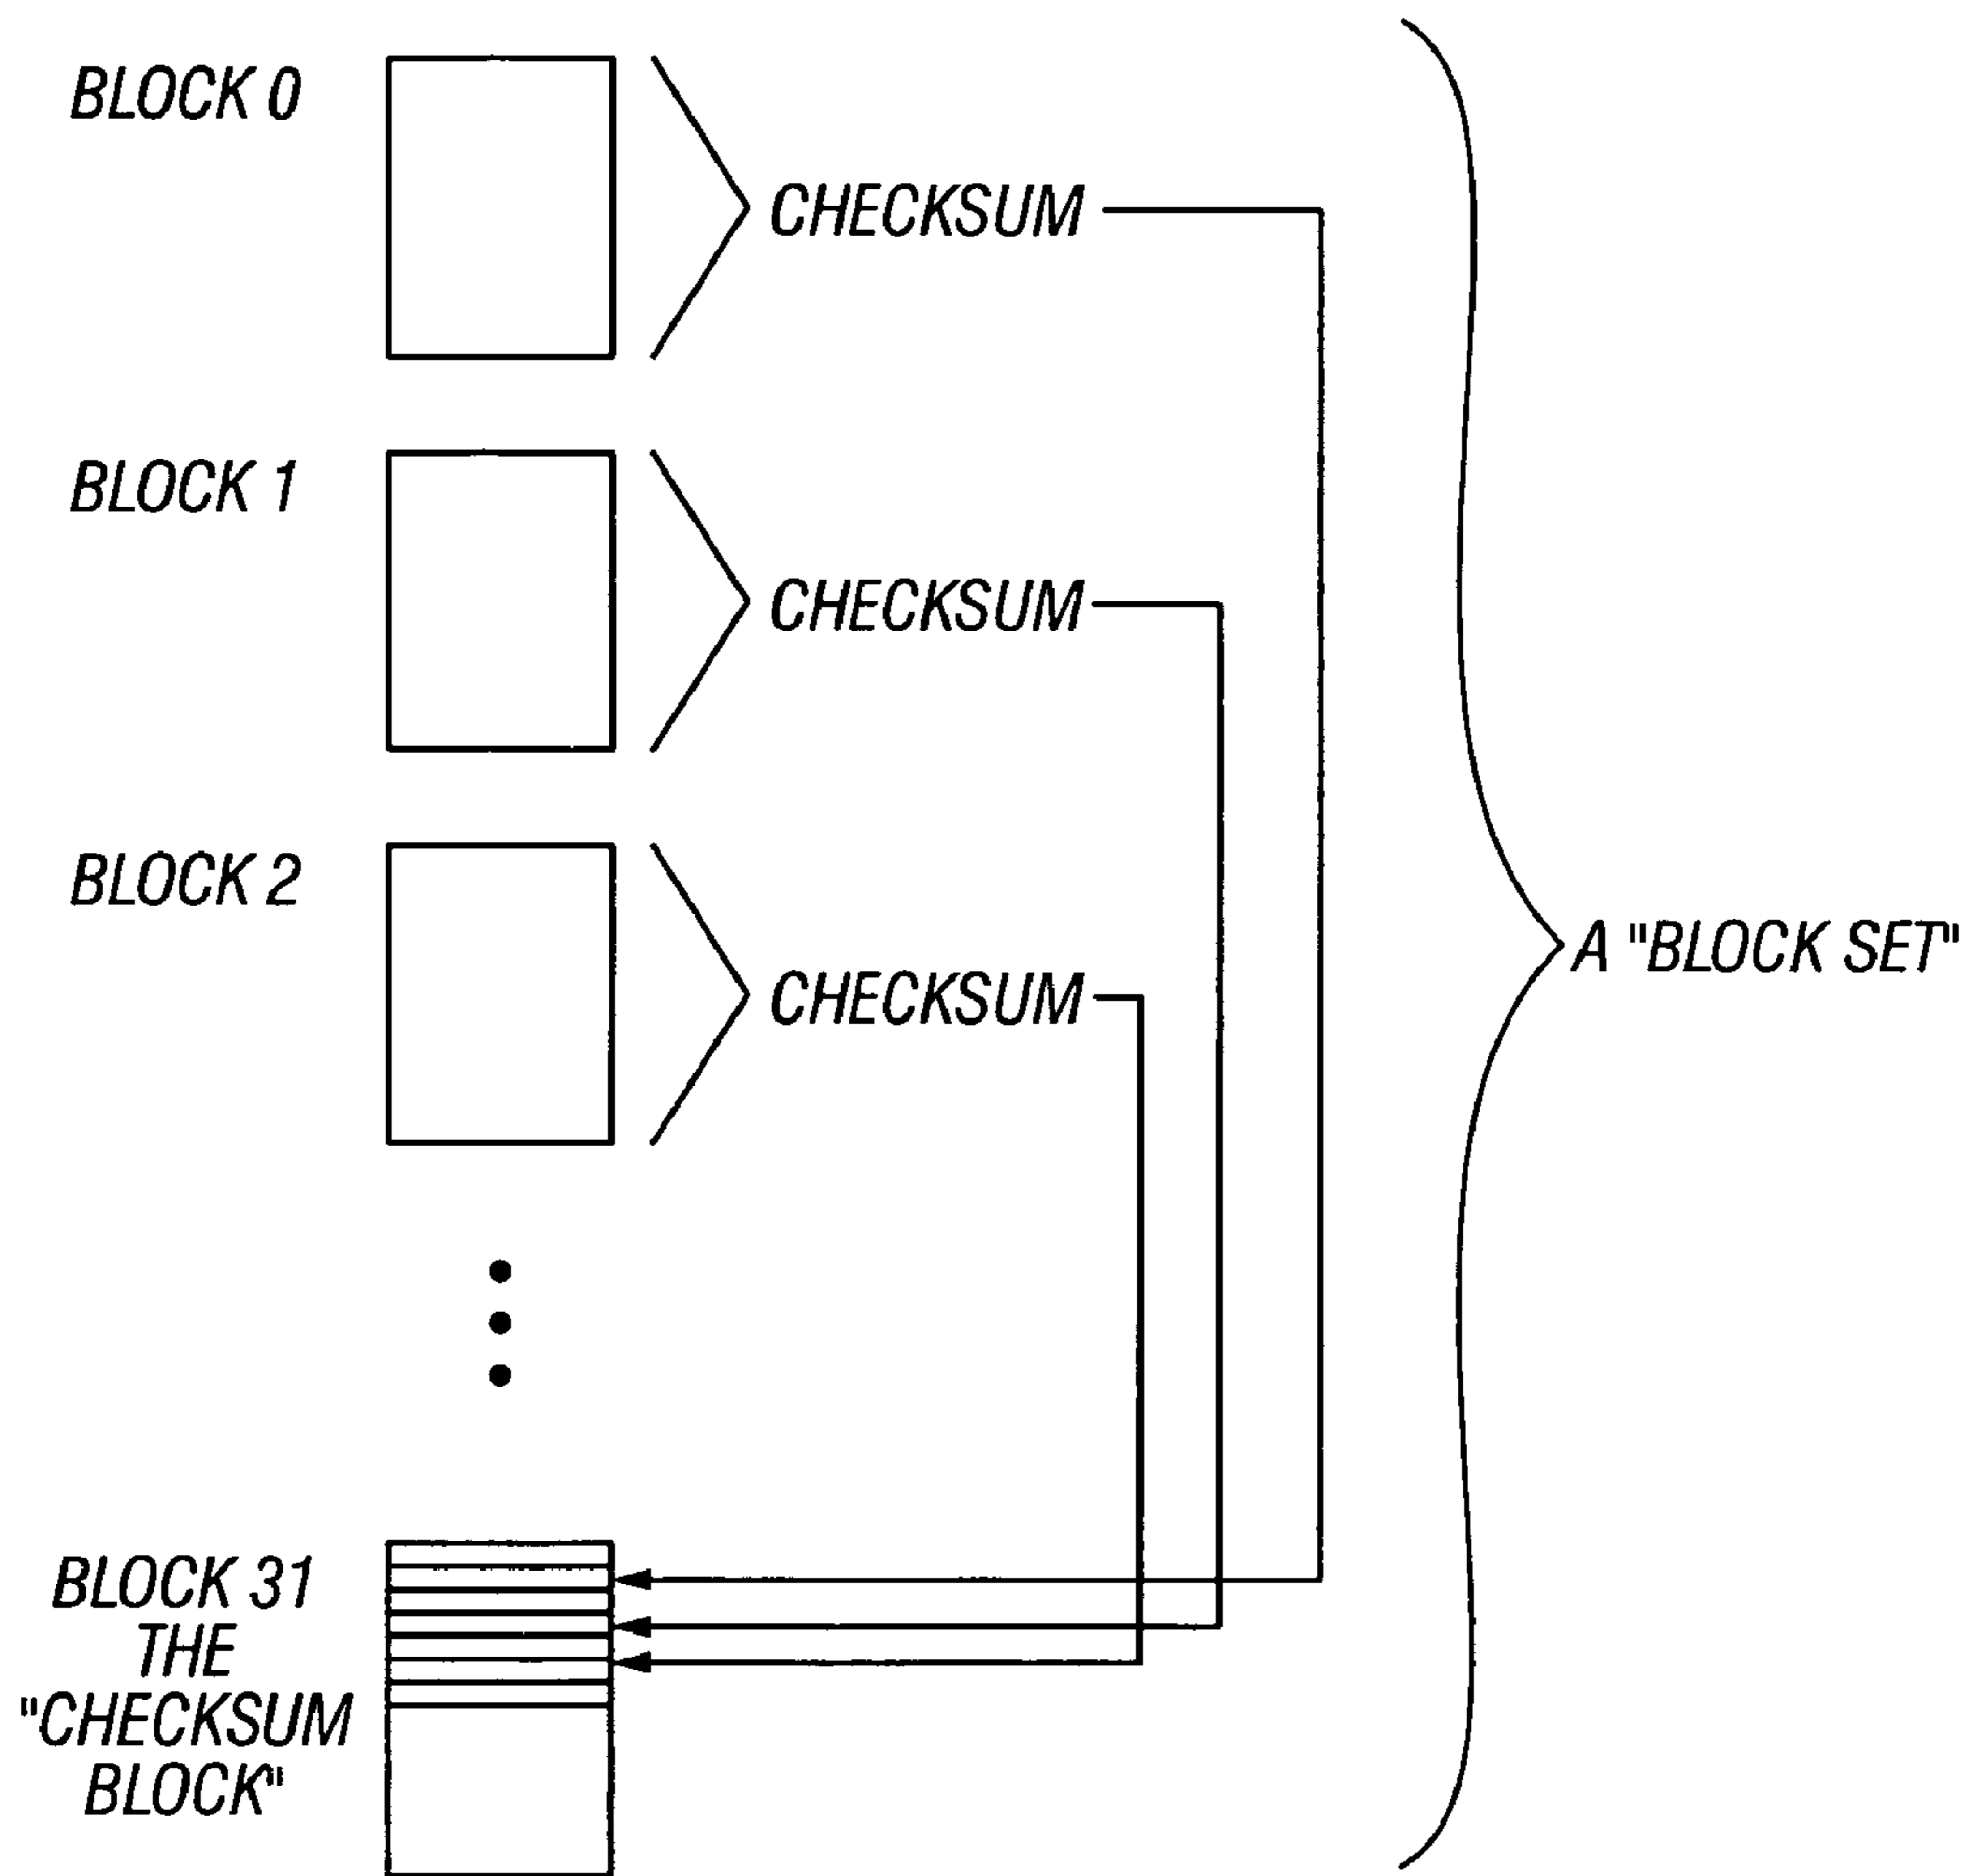 BLOCK 0
CHECKSUM
BLOCK 1
CHECKSUM
BLOCK 2
CHECKSUM
A "BLOCK SET"
BLOCK 31
THE
"CHECKSUM
BLOCK"